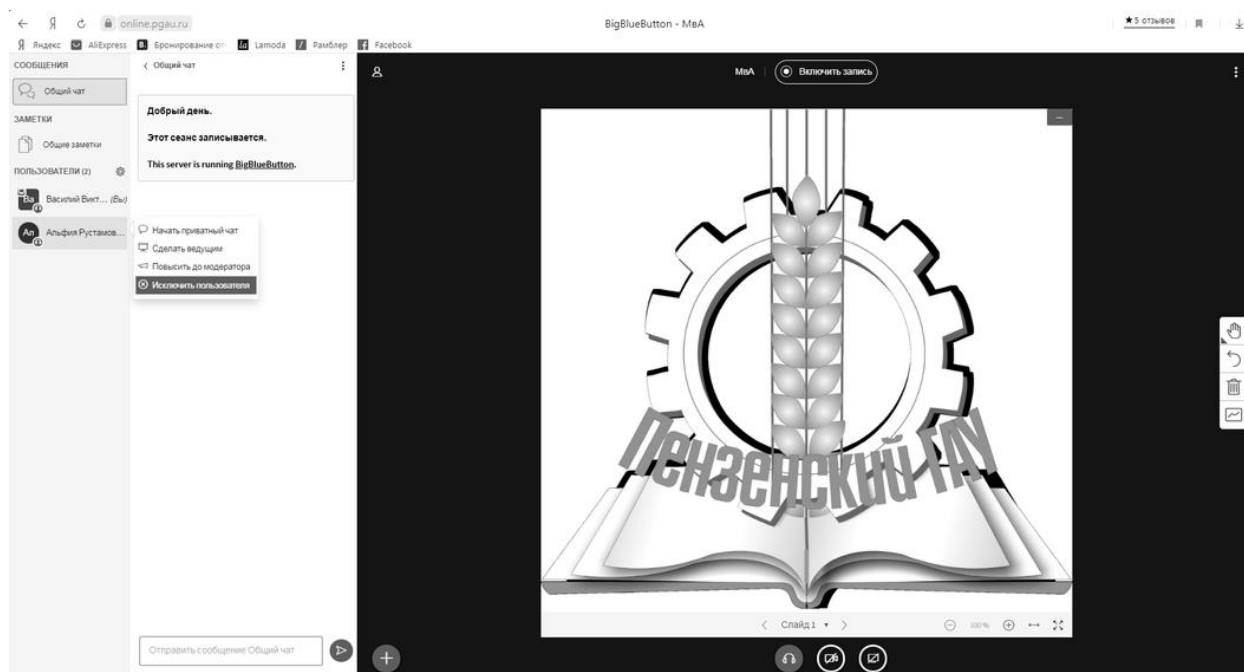 online.pgau.ru
BigBlueButton - МвА
★5 отзывов
Яндекс AliExpress Бронирование от Lamoda Рамблер Facebook
СООБЩЕНИЯ
Общий чат
ЗАМЕТКИ
Общие заметки
ПОЛЬЗОВАТЕЛИ (2)
Ва Василий Викт... (Вы)
Ал Альфия Рустамов...
Общий чат
Добрый день.
Этот сеанс записывается.
This server is running BigBlueButton.
Начать приватный чат
Сделать ведущим
Повысить до модератора
Исключить пользователя
Отправить сообщение Общий чат
МвА | Включить запись
Пензенский ГАУ
Слайд 1
100%